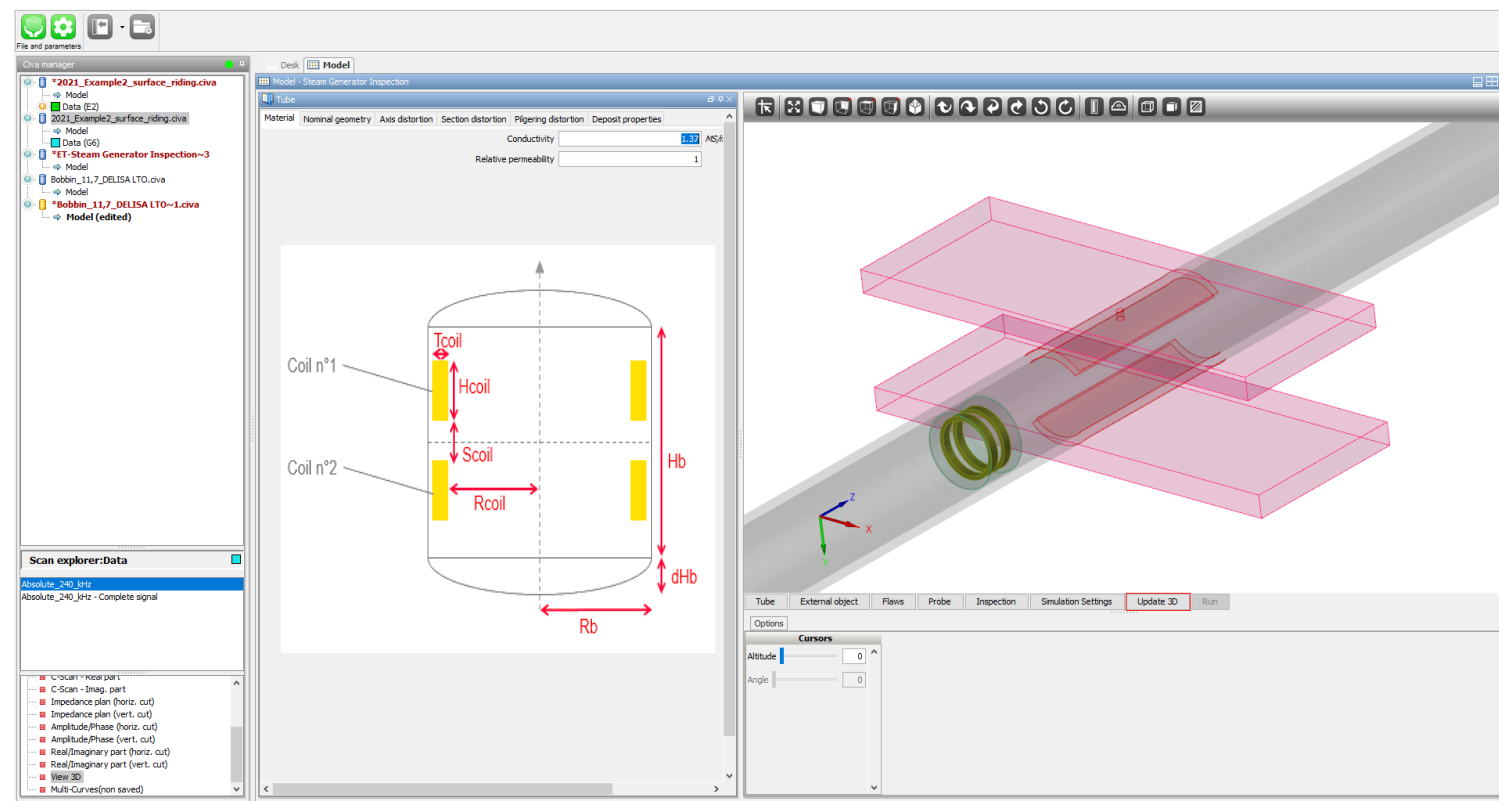 File and parameters
Civa manager
*2021_Example2_surface_riding.civa
Model
Data (E2)
2021_Example2_surface_riding.civa
Model
Data (G6)
*ET-Steam Generator Inspection~3
Model
Bobbin_11,7_DELISA LTO.civa
Model
*Bobbin_11,7_DELISA LTO~1.civa
Model (edited)
Scan explorer:Data
Absolute_240_kHz
Absolute_240_kHz - Complete signal
C-Scan - Real part
C-Scan - Imag. part
Impedance plan (horiz. cut)
Impedance plan (vert. cut)
Amplitude/Phase (horiz. cut)
Amplitude/Phase (vert. cut)
Real/Imaginary part (horiz. cut)
Real/Imaginary part (vert. cut)
View 3D
Multi-Curves(non saved)
Desk Model
Model - Steam Generator Inspection
Tube
Material Nominal geometry Axis distortion Section distortion Pilgering distortion Deposit properties
Conductivity 1.37
Relative permeability 1
Tcoil
Coil n°1
Hcoil
Scoil
Coil n°2
Hb
Rcoil
dHb
Rb
Z
X
Y
Tube External object Flaws Probe Inspection Simulation Settings Update 3D Run
Options
Cursors
Altitude 0
Angle 0